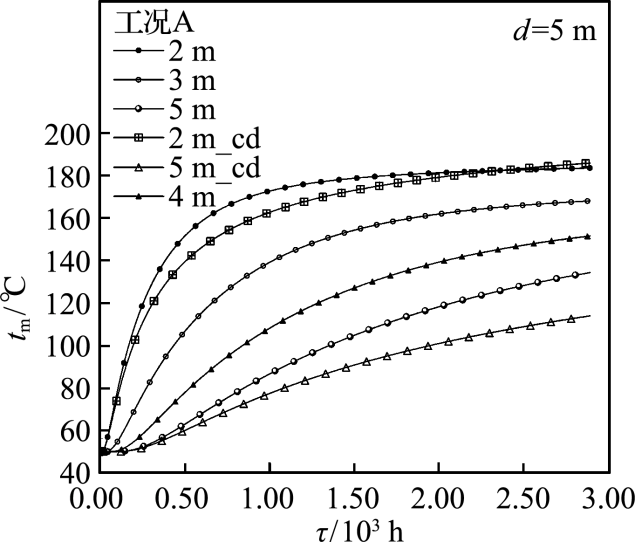 工况A
d=5 m
2 m
3 m
5 m
2 m_cd
5 m_cd
4 m
200
180
160
140
120
100
80
60
40
tm/℃
0.00 0.50 1.00 1.50 2.00 2.50 3.00
τ/10³ h